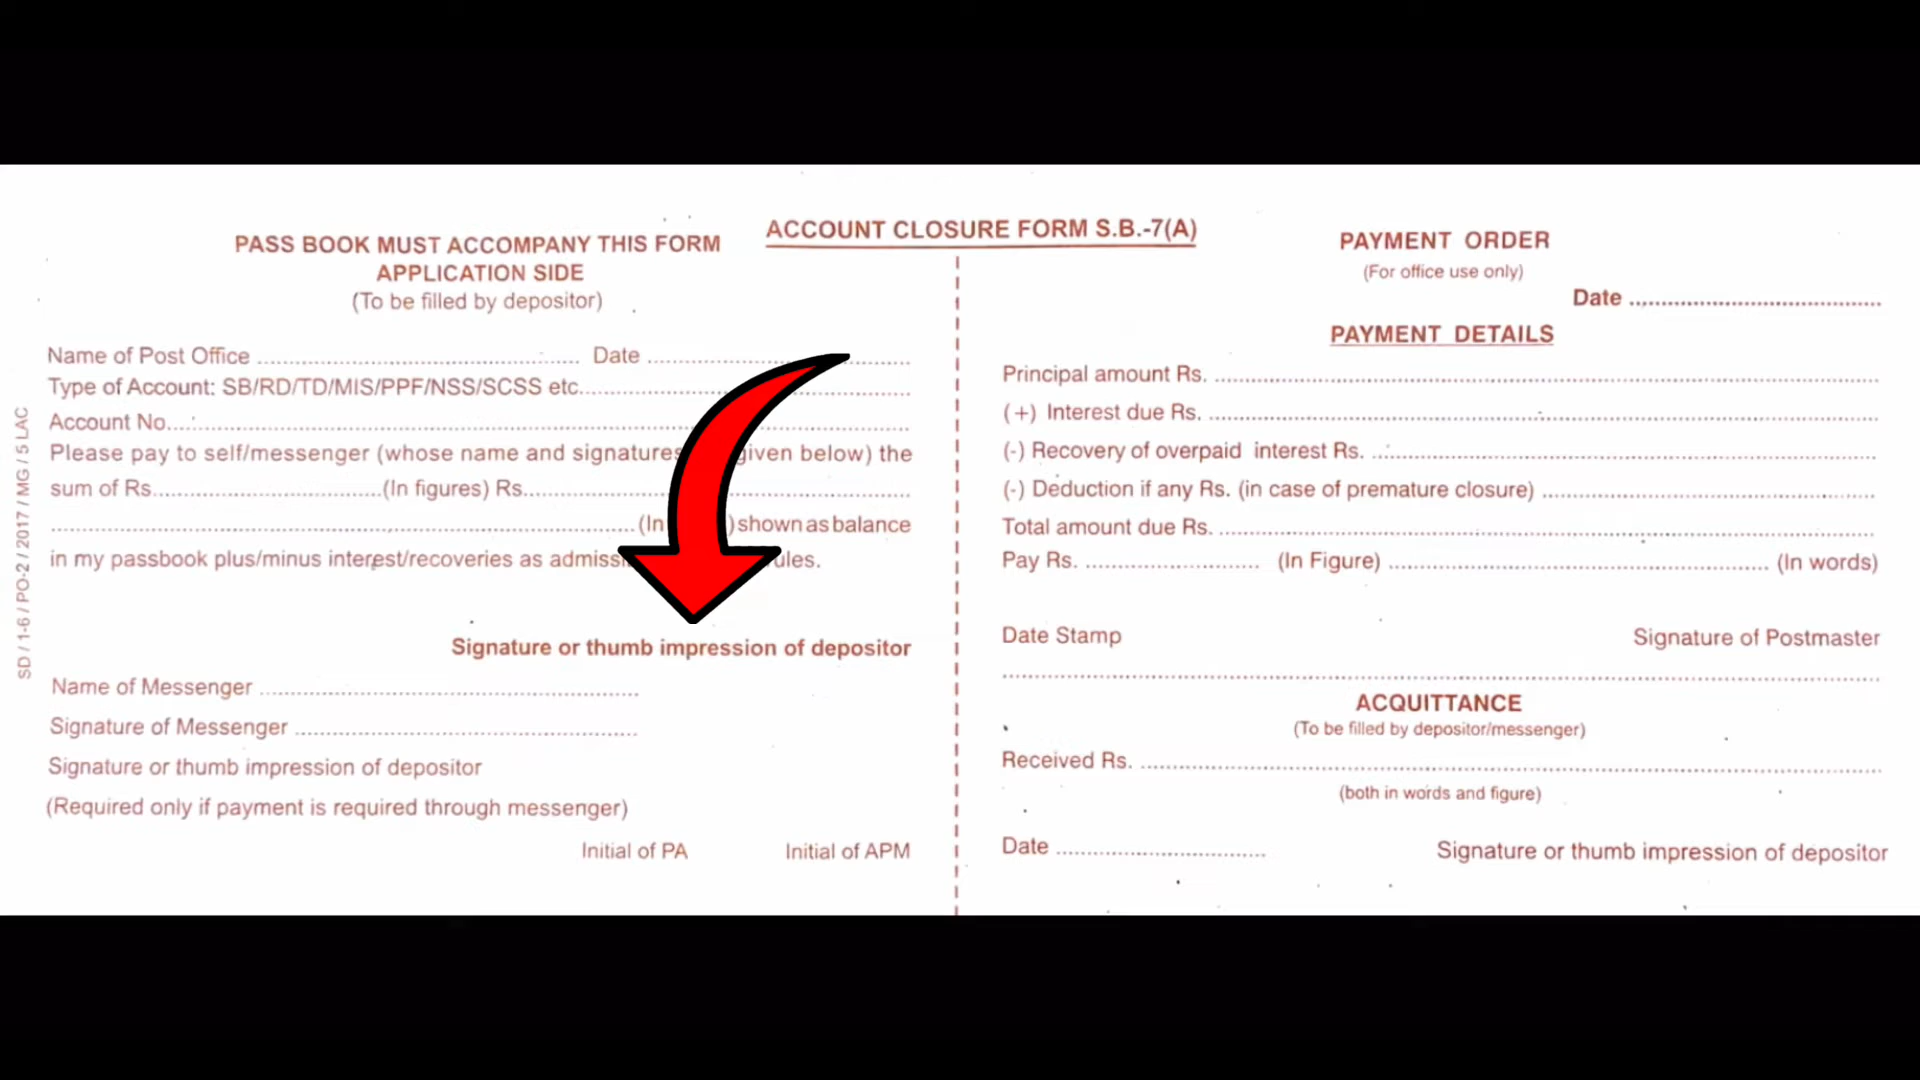 ACCOUNT CLOSURE FORM S.B.-7(A)
PASS BOOK MUST ACCOMPANY THIS FORM
APPLICATION SIDE
(To be filled by depositor)
Name of Post Office ........................ Date ........................
Type of Account: SB/RD/TD/MIS/PPF/NSS/SCSS etc........................
Account No........................
Please pay to self/messenger (whose name and signatures given below) the
sum of Rs........................(In figures) Rs........................
........................(In ) shown as balance
in my passbook plus/minus interest/recoveries as rules.
Signature or thumb impression of depositor
Name of Messenger ........................
Signature of Messenger ........................
Signature or thumb impression of depositor
(Required only if payment is required through messenger)
Initial of PA Initial of APM
SD / 1-6 / PO-2 / 2017 / MG / 5 LAC
PAYMENT ORDER
(For office use only)
Date ........................
PAYMENT DETAILS
Principal amount Rs. ........................
(+) Interest due Rs. ........................
(-) Recovery of overpaid interest Rs. ........................
(-) Deduction if any Rs. (in case of premature closure) ........................
Total amount due Rs. ........................
Pay Rs. ........................ (In Figure) ........................ (In words)
Date Stamp Signature of Postmaster
ACQUITTANCE
(To be filled by depositor/messenger)
Received Rs. ........................
(both in words and figure)
Date ........................ Signature or thumb impression of depositor